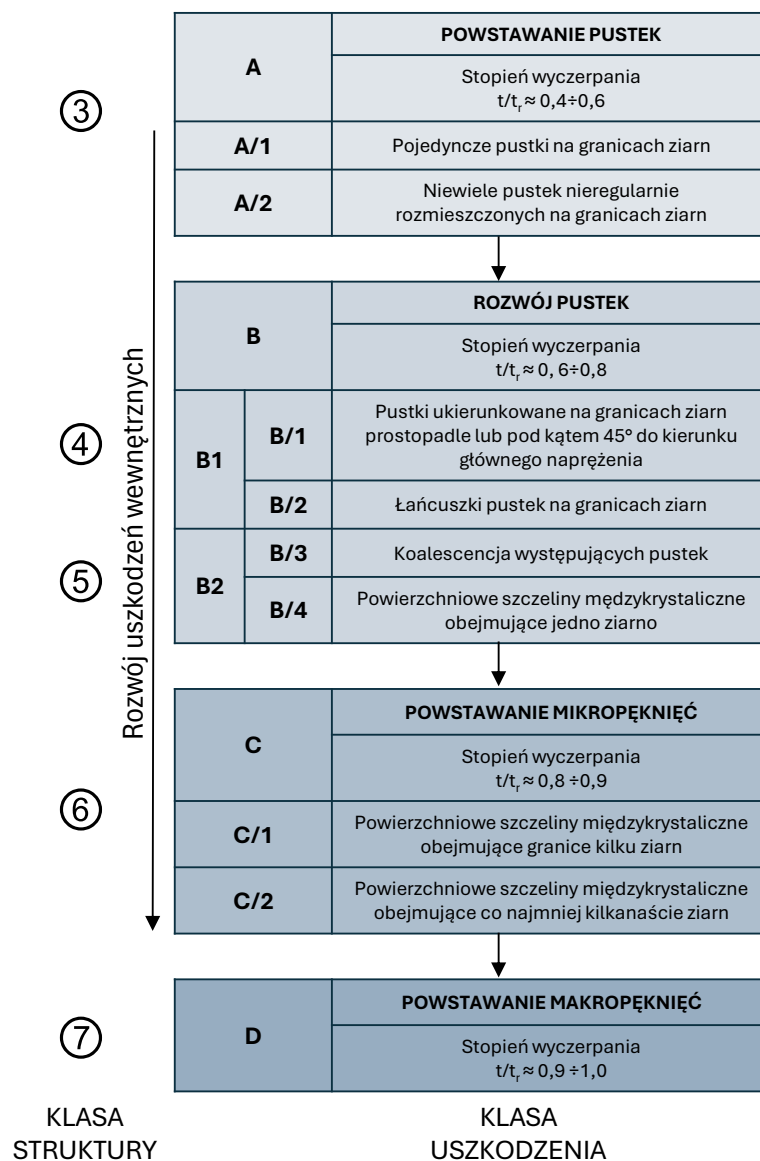 ③
A
POWSTAWANIE PUSTEK
Stopień wyczerpania
t/tᵣ ≈ 0,4÷0,6
A/1
Pojedyncze pustki na granicach ziarn
A/2
Niewiele pustek nieregularnie
rozmieszczonych na granicach ziarn
Rozwój uszkodzeń wewnętrznych
B
ROZWÓJ PUSTEK
Stopień wyczerpania
t/tᵣ ≈ 0, 6÷0,8
④
B1
B/1
Pustki ukierunkowane na granicach ziarn
prostopadle lub pod kątem 45° do kierunku
głównego naprężenia
B/2
Łańcuszki pustek na granicach ziarn
⑤
B2
B/3
Koalescencja występujących pustek
B/4
Powierzchniowe szczeliny mędzykrystaliczne
obejmujące jedno ziarno
⑥
C
POWSTAWANIE MIKROPĘKNIĘĆ
Stopień wyczerpania
t/tᵣ ≈ 0,8 ÷0,9
C/1
Powierzchniowe szczeliny międzykrystaliczne
obejmujące granice kilku ziarn
C/2
Powierzchniowe szczeliny międzykrystaliczne
obejmujące co najmniej kilkanaście ziarn
⑦
D
POWSTAWANIE MAKROPĘKNIĘĆ
Stopień wyczerpania
t/tᵣ ≈ 0,9 ÷1,0
KLASA
STRUKTURY
KLASA
USZKODZENIA